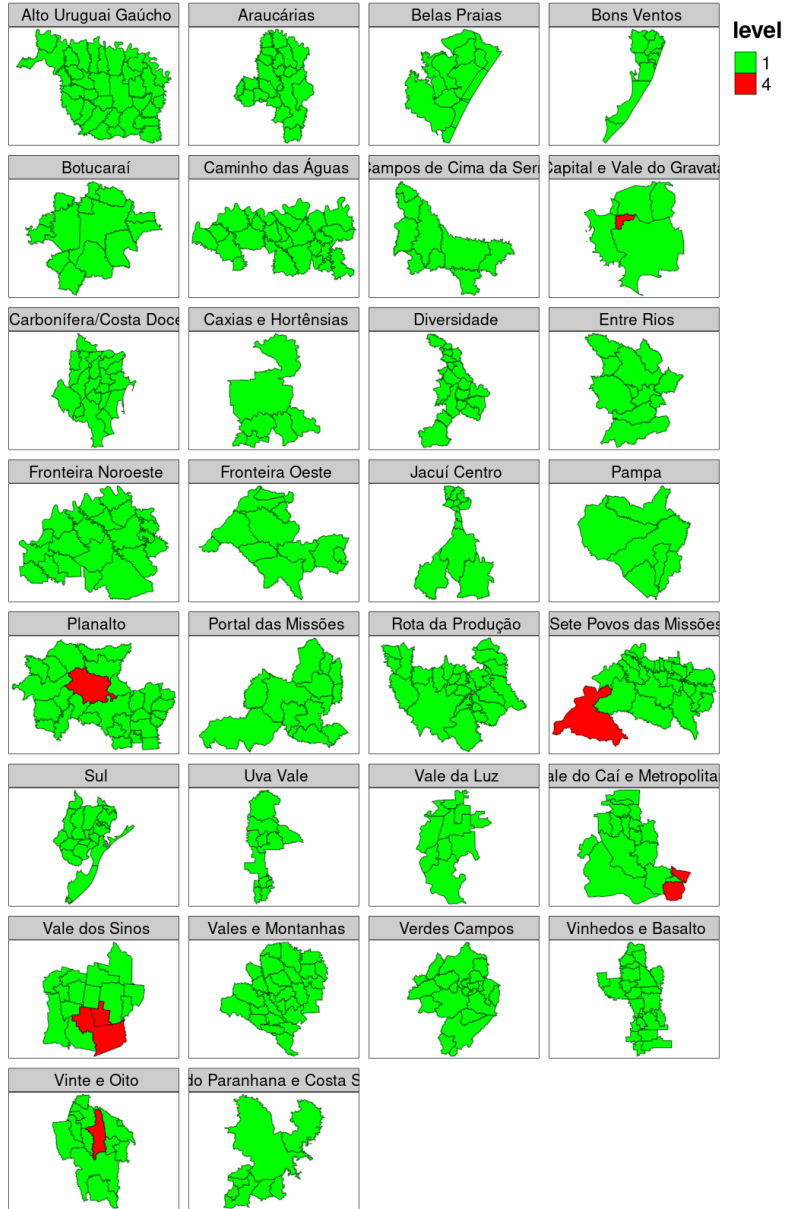 Alto Uruguai Gaúcho
Araucárias
Belas Praias
Bons Ventos
level
1
4
Botucaraí
Caminho das Águas
Campos de Cima da Serr
Capital e Vale do Gravata
Carbonífera/Costa Doce
Caxias e Hortênsias
Diversidade
Entre Rios
Fronteira Noroeste
Fronteira Oeste
Jacuí Centro
Pampa
Planalto
Portal das Missões
Rota da Produção
Sete Povos das Missões
Sul
Uva Vale
Vale da Luz
ale do Caí e Metropolita
Vale dos Sinos
Vales e Montanhas
Verdes Campos
Vinhedos e Basalto
Vinte e Oito
do Paranhana e Costa S